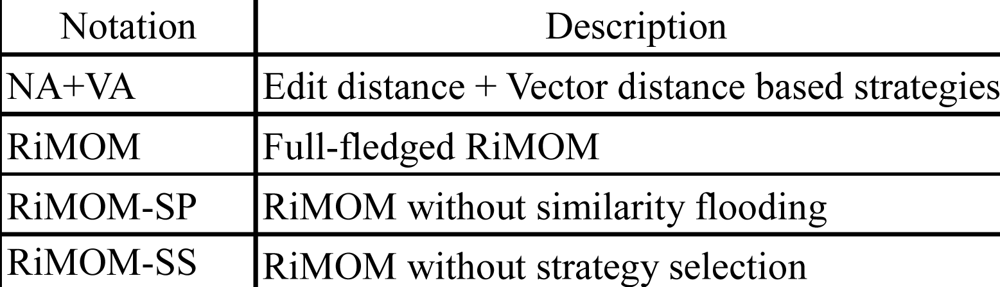 Notation Description
NA+VA Edit distance + Vector distance based strategies
RiMOM Full-fledged RiMOM
RiMOM-SP RiMOM without similarity flooding
RiMOM-SS RiMOM without strategy selection